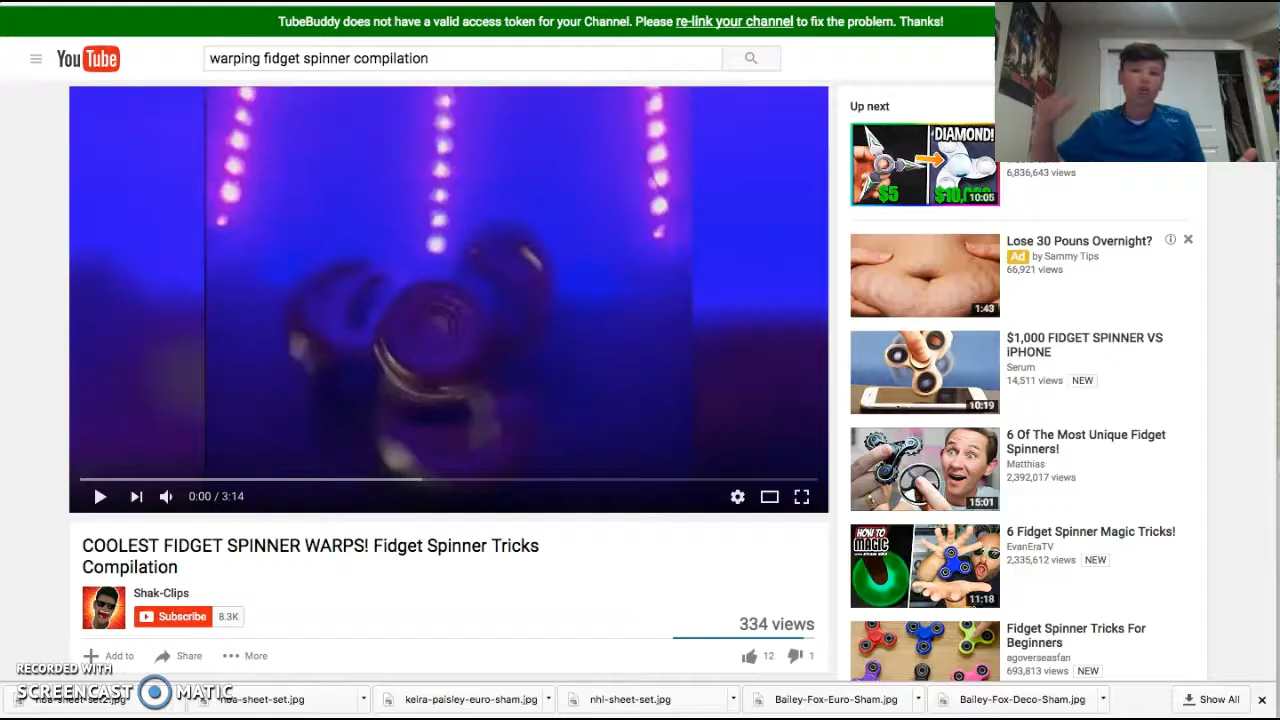 TubeBuddy does not have a valid access token for your Channel. Please re-link your channel to fix the problem. Thanks!
YouTube
warping fidget spinner compilation
Up next
DIAMOND!
$5
10:05
6,836,643 views
Lose 30 Pouns Overnight?
Ad by Sammy Tips
66,921 views
1:43
$1,000 FIDGET SPINNER VS
IPHONE
Serum
14,511 views NEW
10:19
6 Of The Most Unique Fidget
Spinners!
Matthias
2,392,017 views
15:01
HOW TO
MAGIC
6 Fidget Spinner Magic Tricks!
EvanEraTV
2,335,612 views NEW
11:18
Fidget Spinner Tricks For
Beginners
agoverseasfan
693,813 views NEW
0:00 / 3:14
COOLEST FIDGET SPINNER WARPS! Fidget Spinner Tricks
Compilation
Shak-Clips
Subscribe 8.3K
334 views
Add to Share More
12 1
RECORDED WITH
SCREENCAST MATIC
keira-paisley-euro-sham.jpg
nhl-sheet-set.jpg
Bailey-Fox-Euro-Sham.jpg
Bailey-Fox-Deco-Sham.jpg
Show All